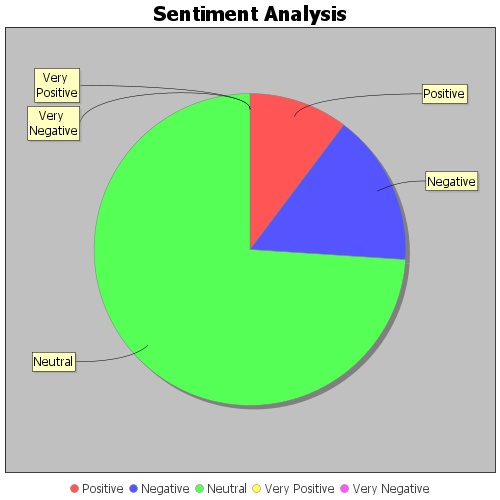 Sentiment Analysis
Very
Positive
Very
Negative
Positive
Negative
Neutral
Positive Negative Neutral Very Positive Very Negative